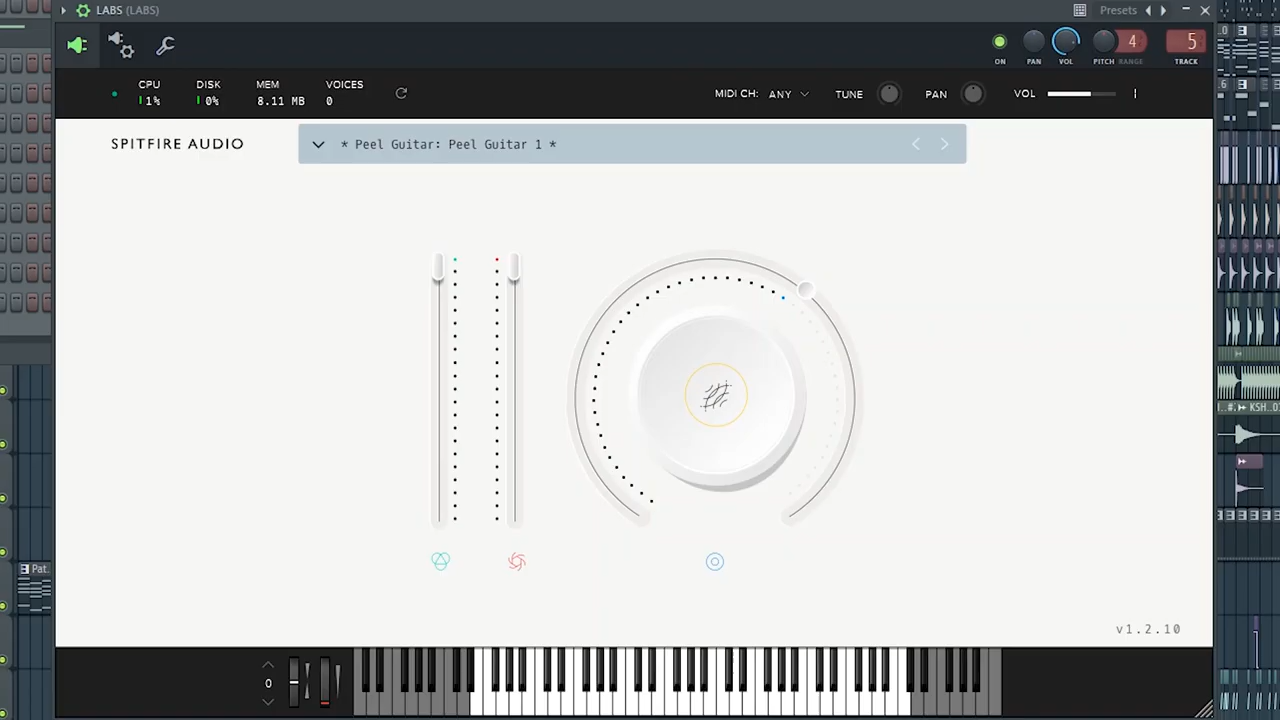 LABS (LABS)
Presets
4
5
ON
PAN
VOL
PITCH
RANGE
TRACK
CPU
DISK
MEM
VOICES
1%
0%
8.11 MB
0
MIDI CH:
ANY
TUNE
PAN
VOL
SPITFIRE AUDIO
* Peel Guitar: Peel Guitar 1 *
v1.2.10
0
Pat.